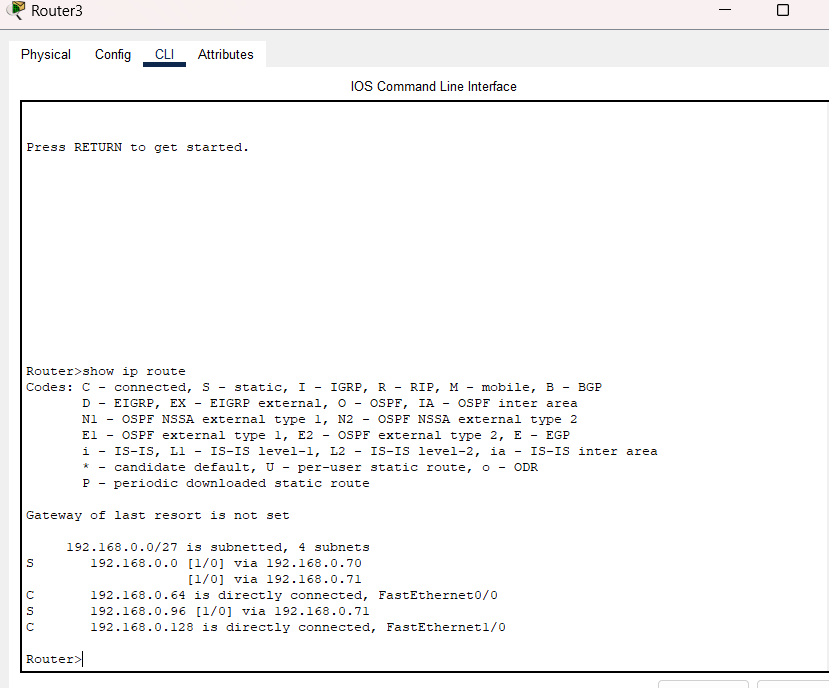 Router3
Physical Config CLI Attributes
IOS Command Line Interface
Press RETURN to get started.
Router>show ip route
Codes: C - connected, S - static, I - IGRP, R - RIP, M - mobile, B - BGP
D - EIGRP, EX - EIGRP external, O - OSPF, IA - OSPF inter area
N1 - OSPF NSSA external type 1, N2 - OSPF NSSA external type 2
E1 - OSPF external type 1, E2 - OSPF external type 2, E - EGP
i - IS-IS, L1 - IS-IS level-1, L2 - IS-IS level-2, ia - IS-IS inter area
* - candidate default, U - per-user static route, o - ODR
P - periodic downloaded static route
Gateway of last resort is not set
192.168.0.0/27 is subnetted, 4 subnets
S 192.168.0.0 [1/0] via 192.168.0.70
[1/0] via 192.168.0.71
C 192.168.0.64 is directly connected, FastEthernet0/0
S 192.168.0.96 [1/0] via 192.168.0.71
C 192.168.0.128 is directly connected, FastEthernet1/0
Router>